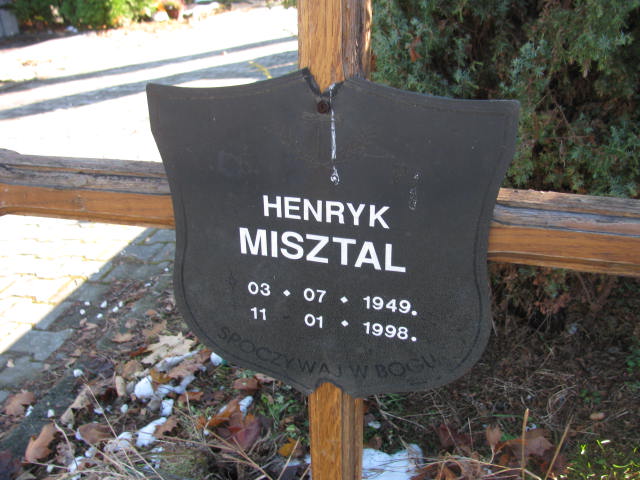 HENRYK
MISZTAL
03 • 07 • 1949.
11 01 • 1998.
SPOCZYWAJ W BOGU